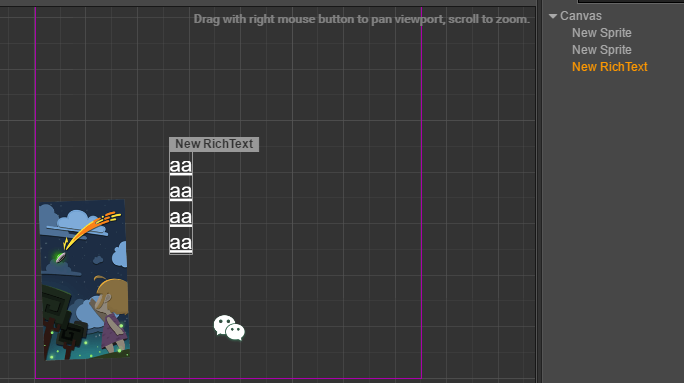 Drag with right mouse button to pan viewport, scroll to zoom.
Canvas
New Sprite
New Sprite
New RichText
New RichText
aa
aa
aa
aa